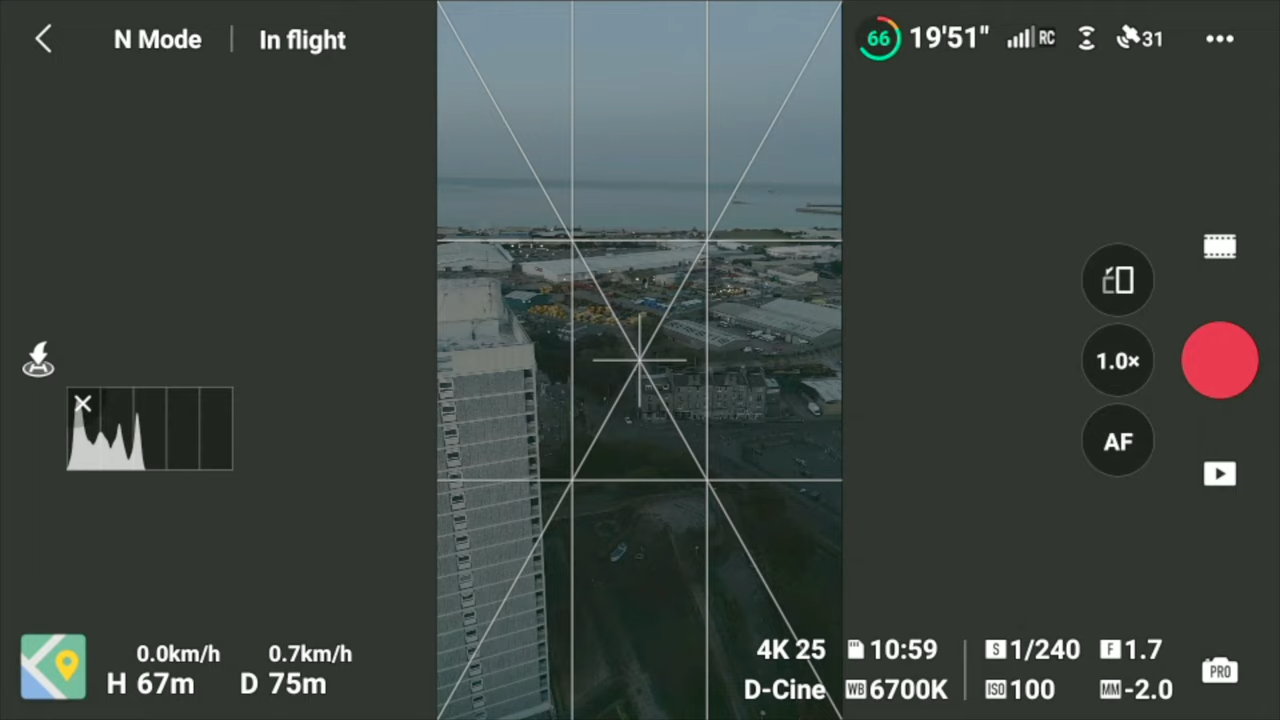 N Mode | In flight
66 19'51" RC 31
1.0×
AF
0.0km/h 0.7km/h
H 67m D 75m
4K 25 10:59 S 1/240 F 1.7
D-Cine WB 6700K ISO 100 MM -2.0
PRO